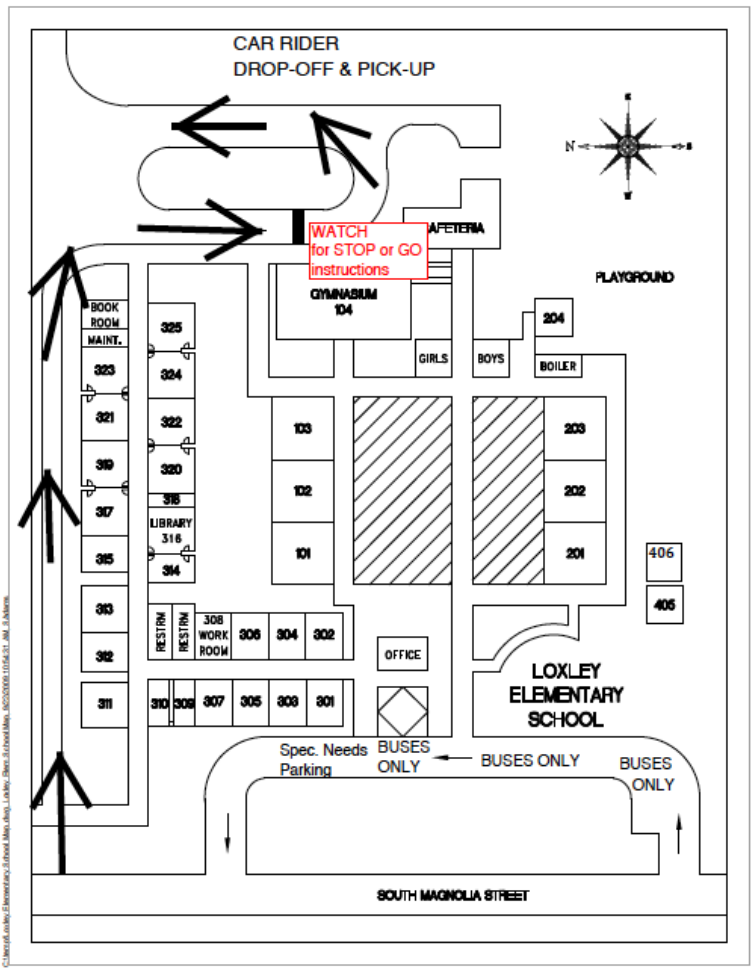 CAR RIDER
DROP-OFF & PICK-UP
N
WATCH
for STOP or GO
instructions
AFETERIA
PLAYGROUND
GYMNASIUM
104
BOOK
ROOM
MAINT.
325
204
GIRLS
BOYS
BOILER
323
324
321
322
103
203
319
320
102
202
317
318
LIBRARY
316
315
314
101
201
406
405
313
RESTRM
RESTRM
308
WORK
ROOM
306
304
302
312
OFFICE
LOXLEY
ELEMENTARY
SCHOOL
311
310
309
307
305
303
301
Spec. Needs
Parking
BUSES
ONLY
BUSES ONLY
BUSES
ONLY
SOUTH MAGNOLIA STREET